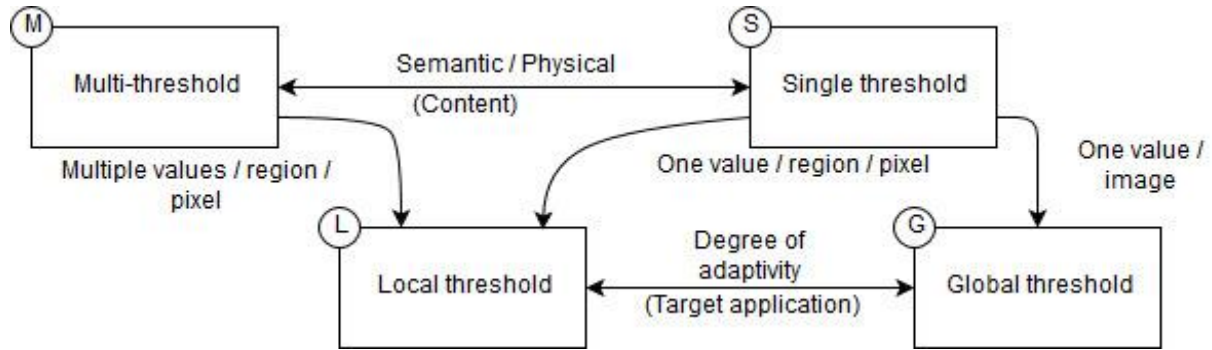 M
Multi-threshold
Semantic / Physical
(Content)
S
Single threshold
Multiple values / region /
pixel
One value / region / pixel
One value /
image
L
Local threshold
Degree of
adaptivity
(Target application)
G
Global threshold